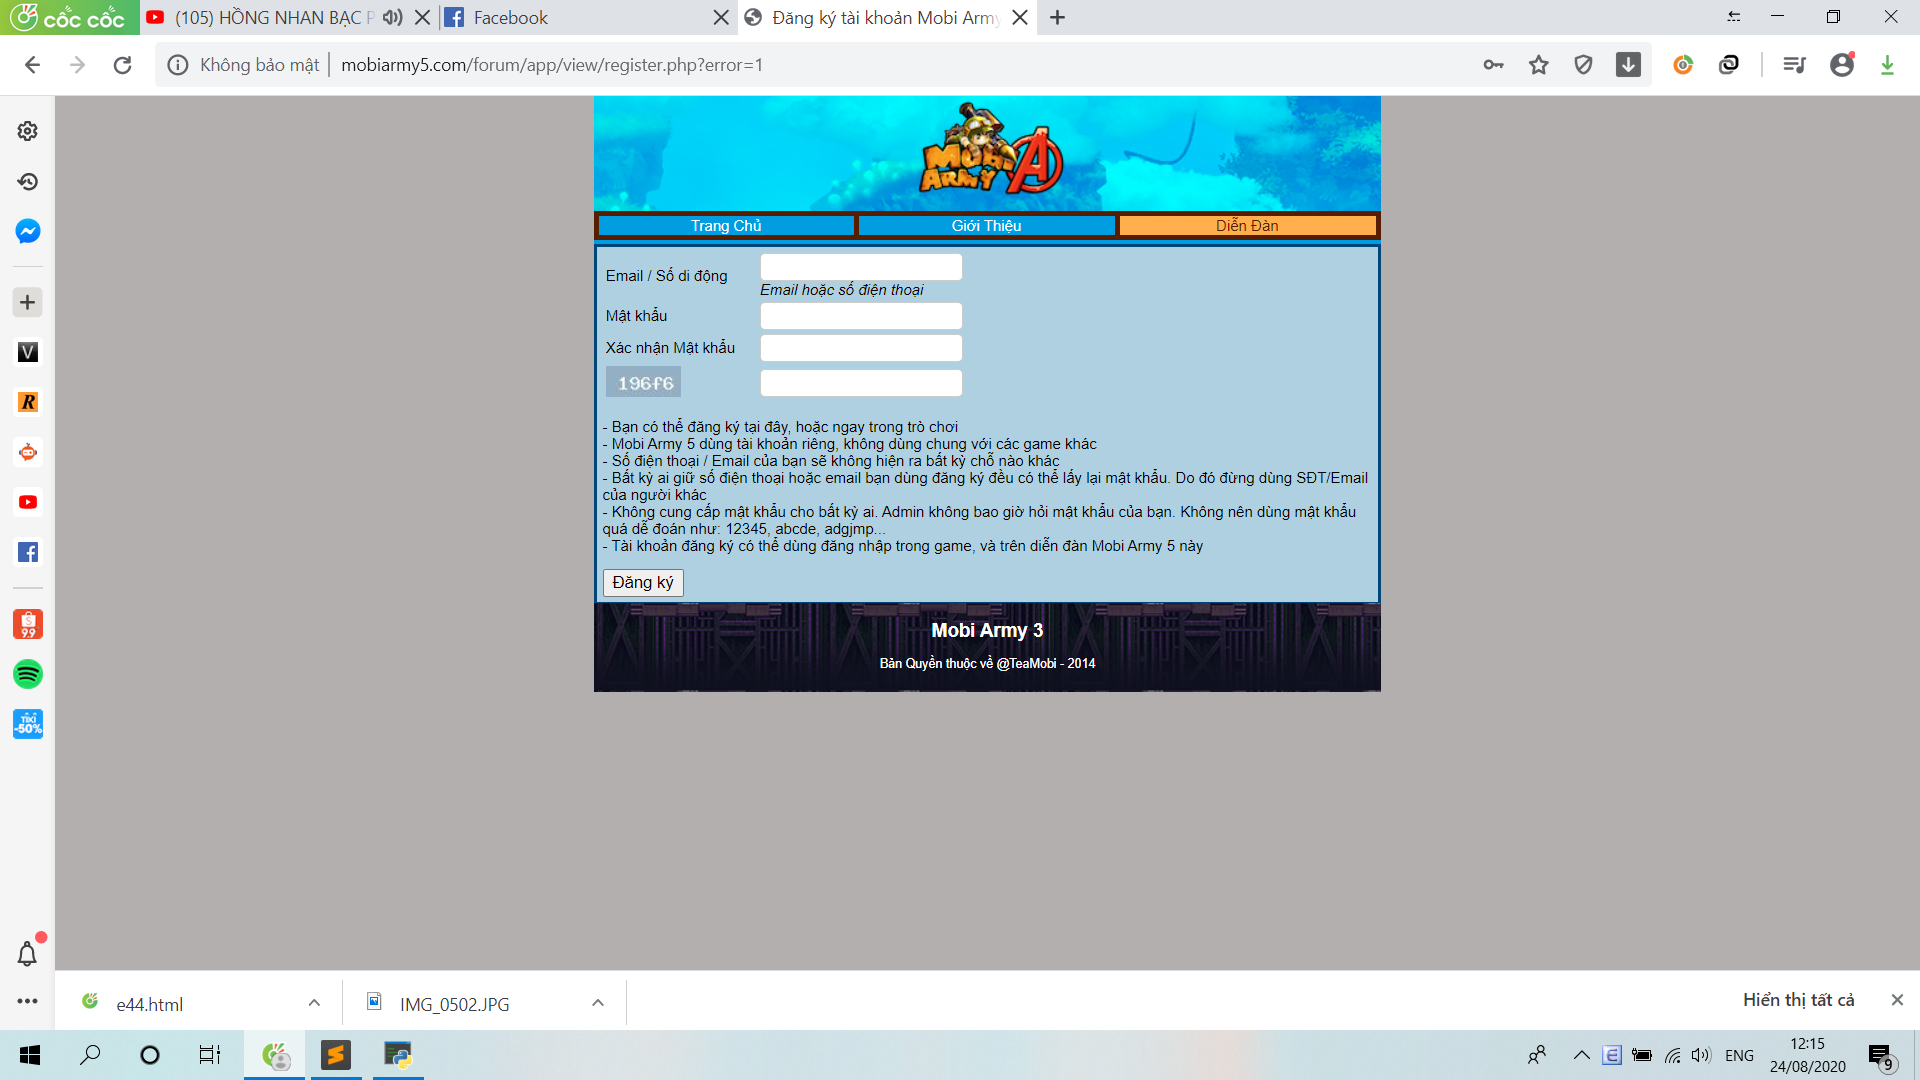 cốc cốc
(105) HỒNG NHAN BẠC P
Facebook
Đăng ký tài khoản Mobi Army
Không bảo mật
mobiarmy5.com/forum/app/view/register.php?error=1
MOBI
ARMY
A
Trang Chủ
Giới Thiệu
Diễn Đàn
Email / Số di động
Email hoặc số điện thoại
Mật khẩu
Xác nhận Mật khẩu
196f6
- Bạn có thể đăng ký tại đây, hoặc ngay trong trò chơi
- Mobi Army 5 dùng tài khoản riêng, không dùng chung với các game khác
- Số điện thoại / Email của bạn sẽ không hiện ra bất kỳ chỗ nào khác
- Bất kỳ ai giữ số điện thoại hoặc email bạn dùng đăng ký đều có thể lấy lại mật khẩu. Do đó đừng dùng SĐT/Email
của người khác
- Không cung cấp mật khẩu cho bất kỳ ai. Admin không bao giờ hỏi mật khẩu của bạn. Không nên dùng mật khẩu
quá dễ đoán như: 12345, abcde, adgjmp...
- Tài khoản đăng ký có thể dùng đăng nhập trong game, và trên diễn đàn Mobi Army 5 này
Đăng ký
Mobi Army 3
Bản Quyền thuộc về @TeaMobi - 2014
V
R
9.9
TIKI
-50%
e44.html
IMG_0502.JPG
Hiển thị tất cả
ENG
12:15
24/08/2020
9